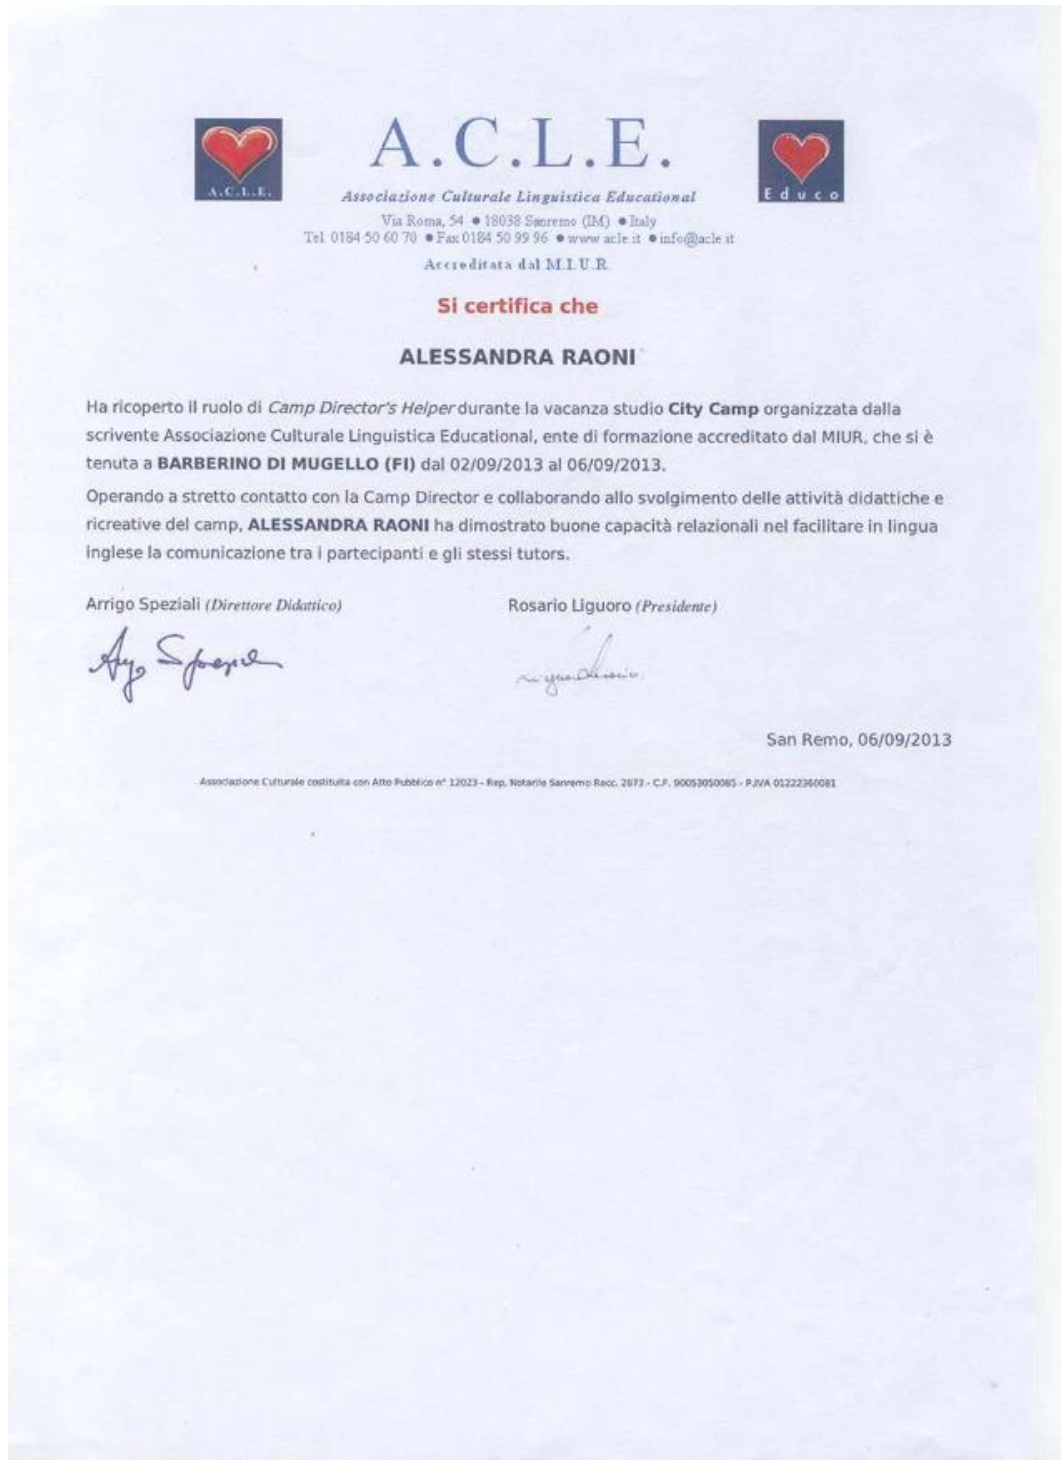 A.C.L.E.
A.C.L.E.
Educo
Associazione Culturale Linguistica Educational
Via Roma, 54 ● 18038 Sanremo (IM) ● Italy
Tel 0184 50 60 70 ● Fax 0184 50 99 96 ● www.acle.it ● info@acle.it
Accreditata dal M.I.U.R.
Si certifica che
ALESSANDRA RAONI
Ha ricoperto il ruolo di Camp Director's Helper durante la vacanza studio City Camp organizzata dalla
scrivente Associazione Culturale Linguistica Educational, ente di formazione accreditato dal MIUR, che si è
tenuta a BARBERINO DI MUGELLO (FI) dal 02/09/2013 al 06/09/2013.
Operando a stretto contatto con la Camp Director e collaborando allo svolgimento delle attività didattiche e
ricreative del camp, ALESSANDRA RAONI ha dimostrato buone capacità relazionali nel facilitare in lingua
inglese la comunicazione tra i partecipanti e gli stessi tutors.
Arrigo Speziali (Direttore Didattico) Rosario Liguoro (Presidente)
San Remo, 06/09/2013
Associazione Culturale costituita con Atto Pubblico n° 12023 - Rep. Notarile Sanremo Racc. 2873 - C.F. 90053050085 - P.IVA 01222360081